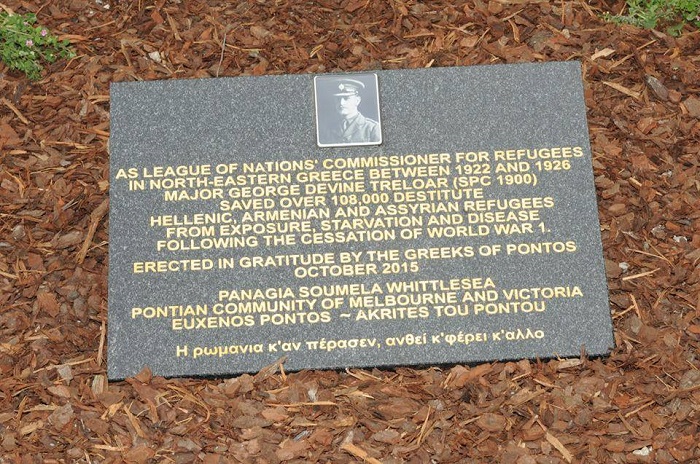 AS LEAGUE OF NATIONS' COMMISSIONER FOR REFUGEES
IN NORTH-EASTERN GREECE BETWEEN 1922 AND 1926
MAJOR GEORGE DEVINE TRELOAR (SPC 1900)
SAVED OVER 108,000 DESTITUTE
HELLENIC, ARMENIAN AND ASSYRIAN REFUGEES
FROM EXPOSURE, STARVATION AND DISEASE
FOLLOWING THE CESSATION OF WORLD WAR 1.
ERECTED IN GRATITUDE BY THE GREEKS OF PONTOS
OCTOBER 2015
PANAGIA SOUMELA WHITTLESEA
PONTIAN COMMUNITY OF MELBOURNE AND VICTORIA
EUXENOS PONTOS ~ AKRITES TOU PONTOU
Η ρωμανια κ'αν πέρασεν, ανθεί κ'φέρει κ'αλλο